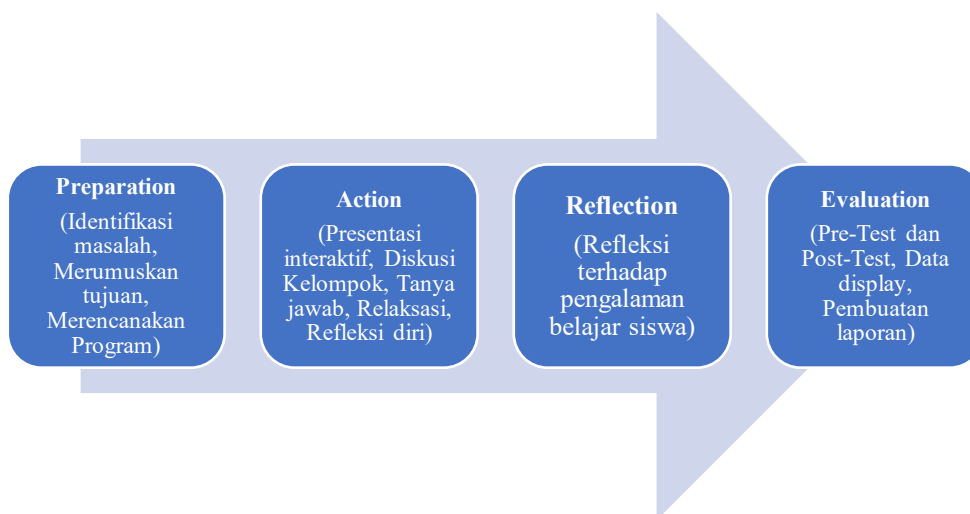 Preparation
(Identifikasi
masalah,
Merumuskan
tujuan,
Merencanakan
Program)
Action
(Presentasi
interaktif, Diskusi
Kelompok, Tanya
jawab, Relaksasi,
Refleksi diri)
Reflection
(Refleksi
terhadap
pengalaman
belajar siswa)
Evaluation
(Pre-Test dan
Post-Test, Data
display,
Pembuatan
laporan)